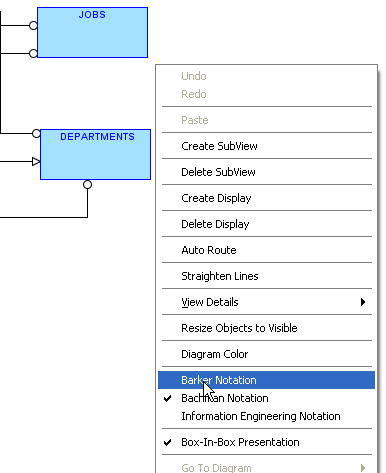 JOBS
DEPARTMENTS
Undo
Redo
Paste
Create SubView
Delete SubView
Create Display
Delete Display
Auto Route
Straighten Lines
View Details
Resize Objects to Visible
Diagram Color
Barker Notation
Bachman Notation
Information Engineering Notation
Box-In-Box Presentation
Go To Diagram